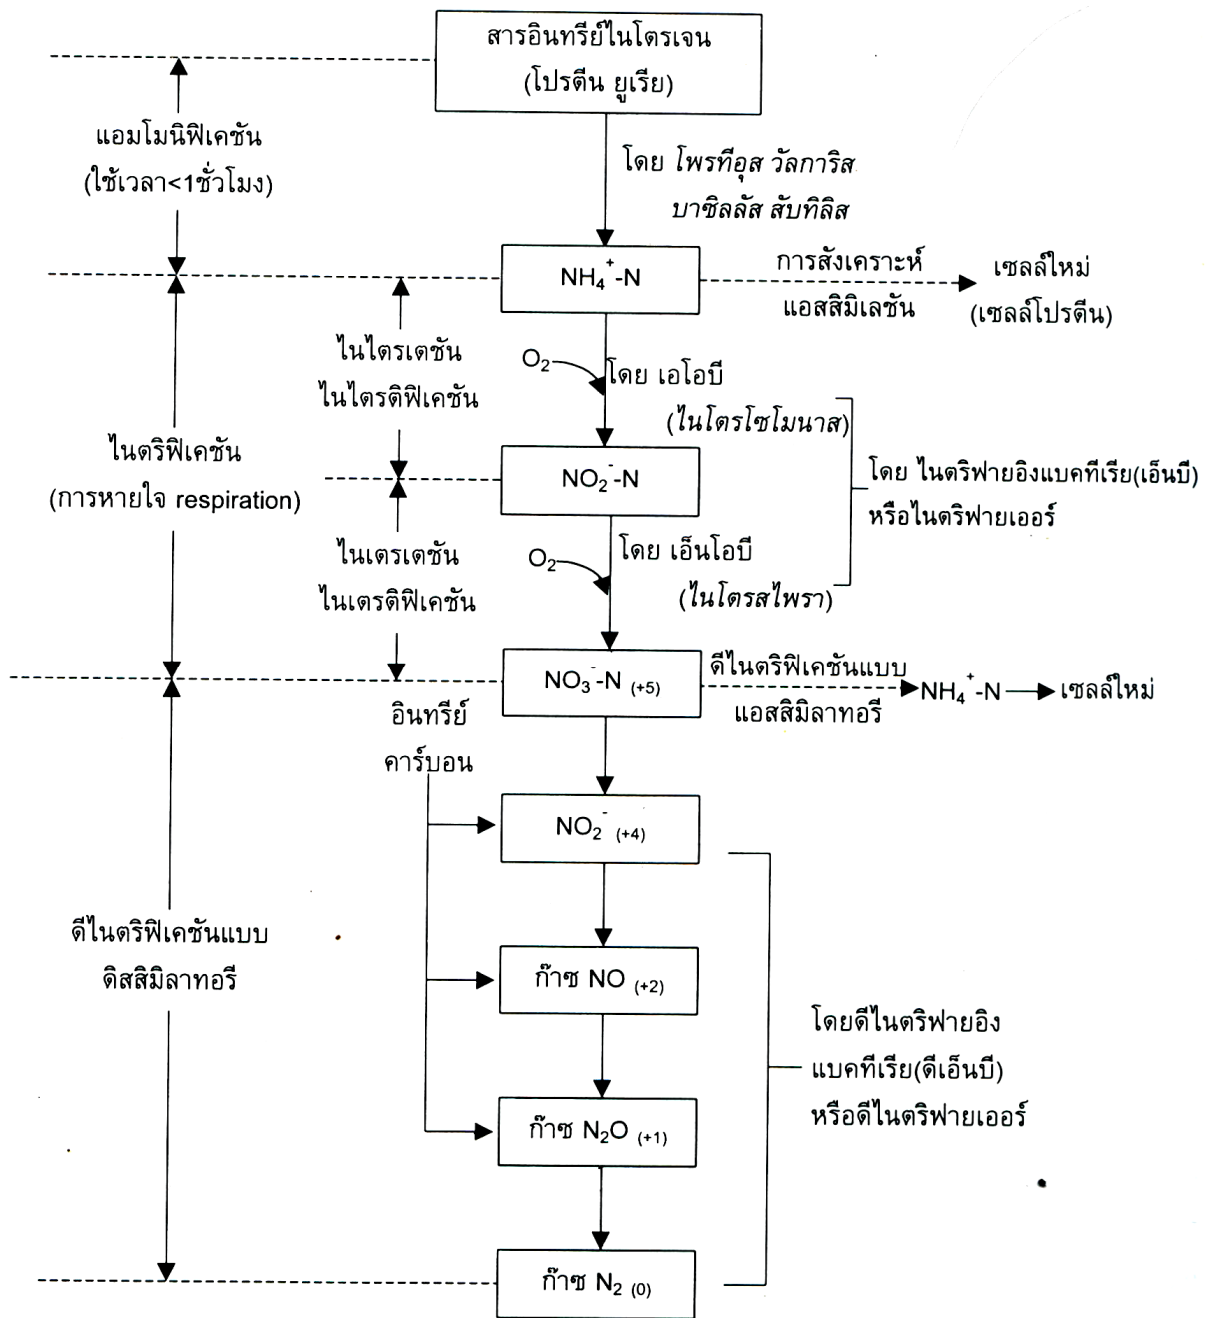 สารอินทรีย์ไนโตรเจน
(โปรตีน ยูเรีย)
แอมโมนิฟิเคชัน
(ใช้เวลา<1ชั่วโมง)
โดย โพรทีอุส วัลการิส
บาซิลลัส สับทิลิส
NH₄⁺-N
การสังเคราะห์
แอสสิมิเลชัน
เซลล์ใหม่
(เซลล์โปรตีน)
ไนไตรเตชัน
ไนไตรติฟิเคชัน
O₂
โดย เอโอบี
(ไนโตรโซโมนาส)
ไนตริฟิเคชัน
(การหายใจ respiration)
NO₂⁻-N
โดย ไนตริฟายอิงแบคทีเรีย(เอ็นบี)
หรือไนตริฟายเออร์
ไนเตรเตชัน
ไนเตรติฟิเคชัน
O₂
โดย เอ็นโอบี
(ไนโตรสไพรา)
NO₃⁻-N (+5)
ดีไนตริฟิเคชันแบบ
แอสสิมิลาทอรี
NH₄⁺-N
เซลล์ใหม่
อินทรีย์
คาร์บอน
NO₂⁻ (+4)
ดีไนตริฟิเคชันแบบ
ดิสสิมิลาทอรี
ก๊าซ NO (+2)
โดยดีไนตริฟายอิง
แบคทีเรีย(ดีเอ็นบี)
หรือดีไนตริฟายเออร์
ก๊าซ N₂O (+1)
ก๊าซ N₂ (0)